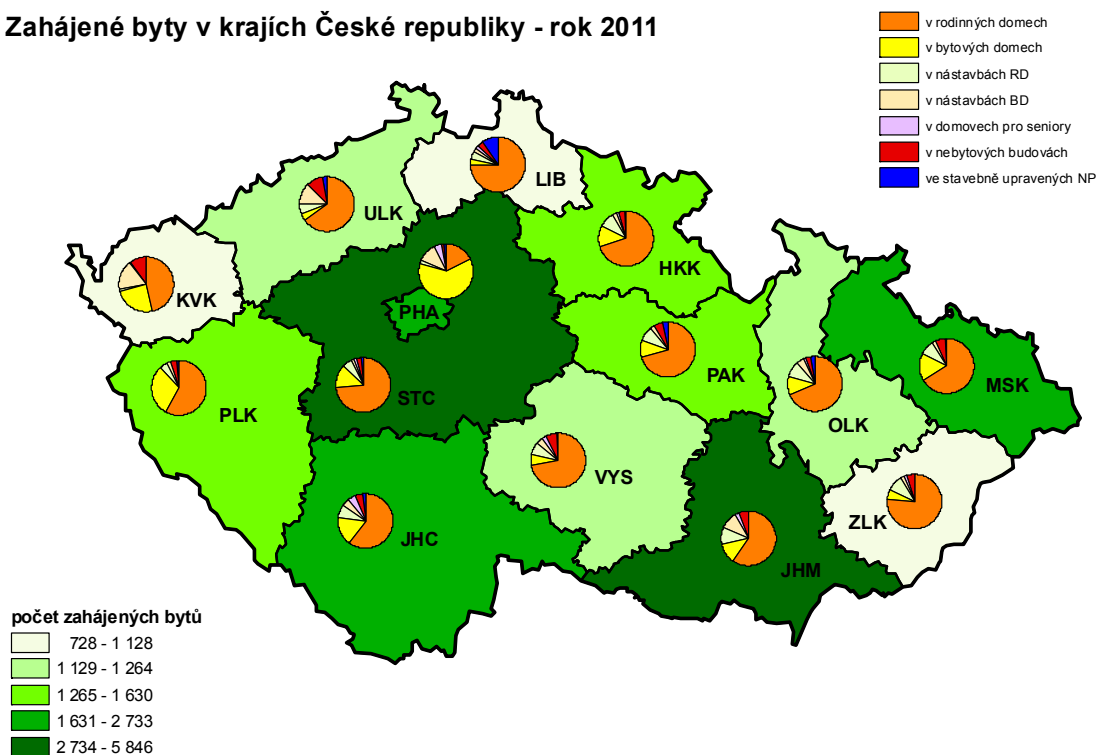 Zahájené byty v krajích České republiky - rok 2011
v rodinných domech
v bytových domech
v nástavbách RD
v nástavbách BD
v domovech pro seniory
v nebytových budovách
ve stavebně upravených NP
LIB
ULK
HKK
KVK
PHA
PAK
MSK
STC
PLK
OLK
VYS
ZLK
JHC
JHM
počet zahájených bytů
728 - 1 128
1 129 - 1 264
1 265 - 1 630
1 631 - 2 733
2 734 - 5 846